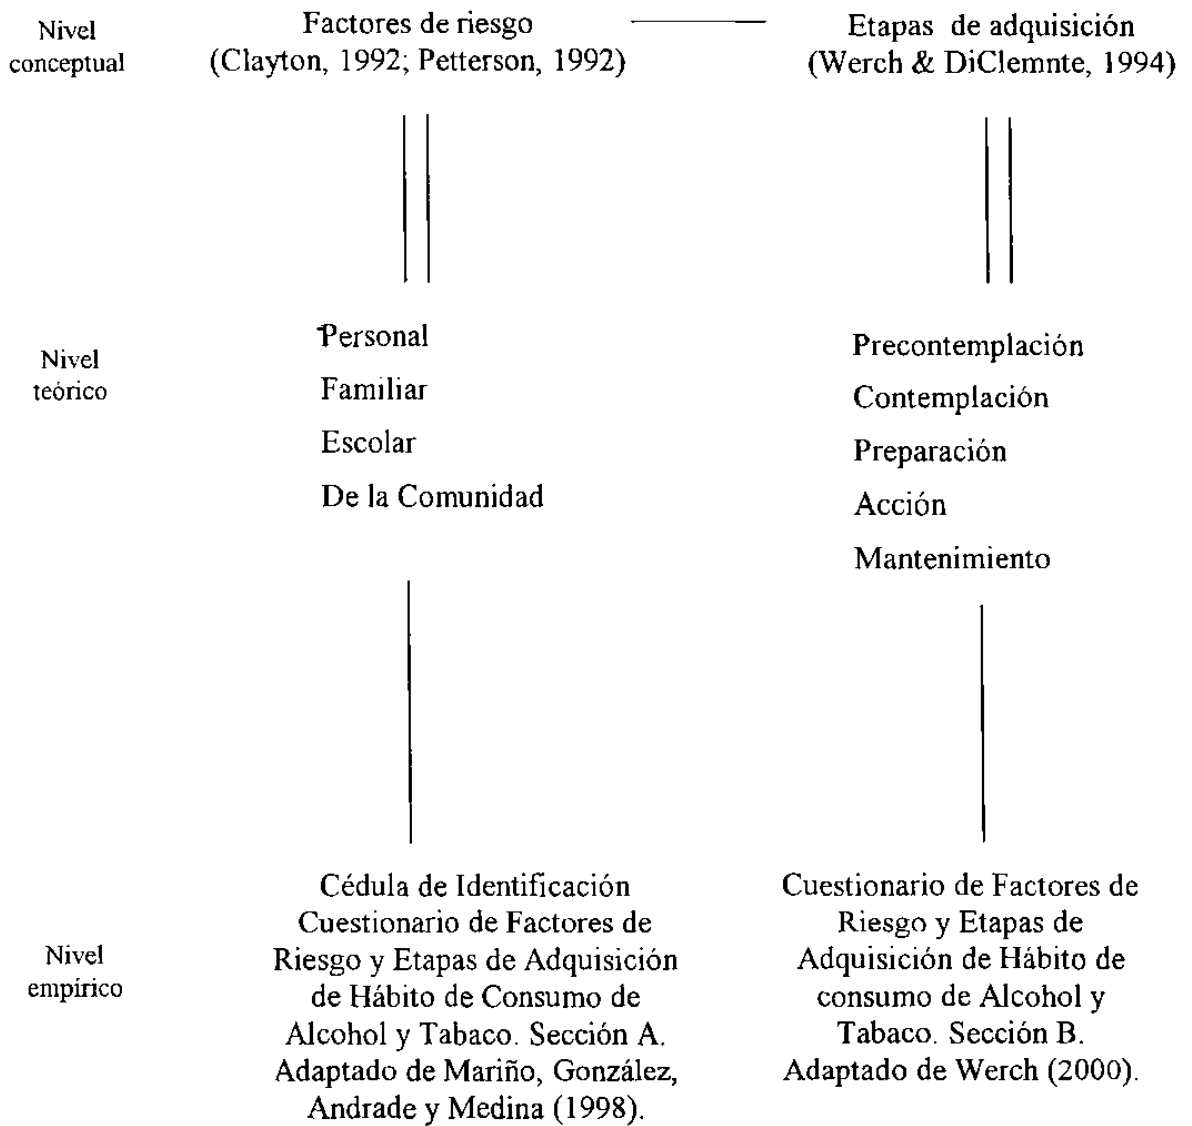 Nivel
conceptual
Factores de riesgo
(Clayton, 1992; Petterson, 1992)
Etapas de adquisición
(Werch & DiClemnte, 1994)
Nivel
teórico
Personal
Familiar
Escolar
De la Comunidad
Precontemplación
Contemplación
Preparación
Acción
Mantenimiento
Nivel
empírico
Cédula de Identificación
Cuestionario de Factores de
Riesgo y Etapas de Adquisición
de Hábito de Consumo de
Alcohol y Tabaco. Sección A.
Adaptado de Mariño, González,
Andrade y Medina (1998).
Cuestionario de Factores de
Riesgo y Etapas de
Adquisición de Hábito de
consumo de Alcohol y
Tabaco. Sección B.
Adaptado de Werch (2000).